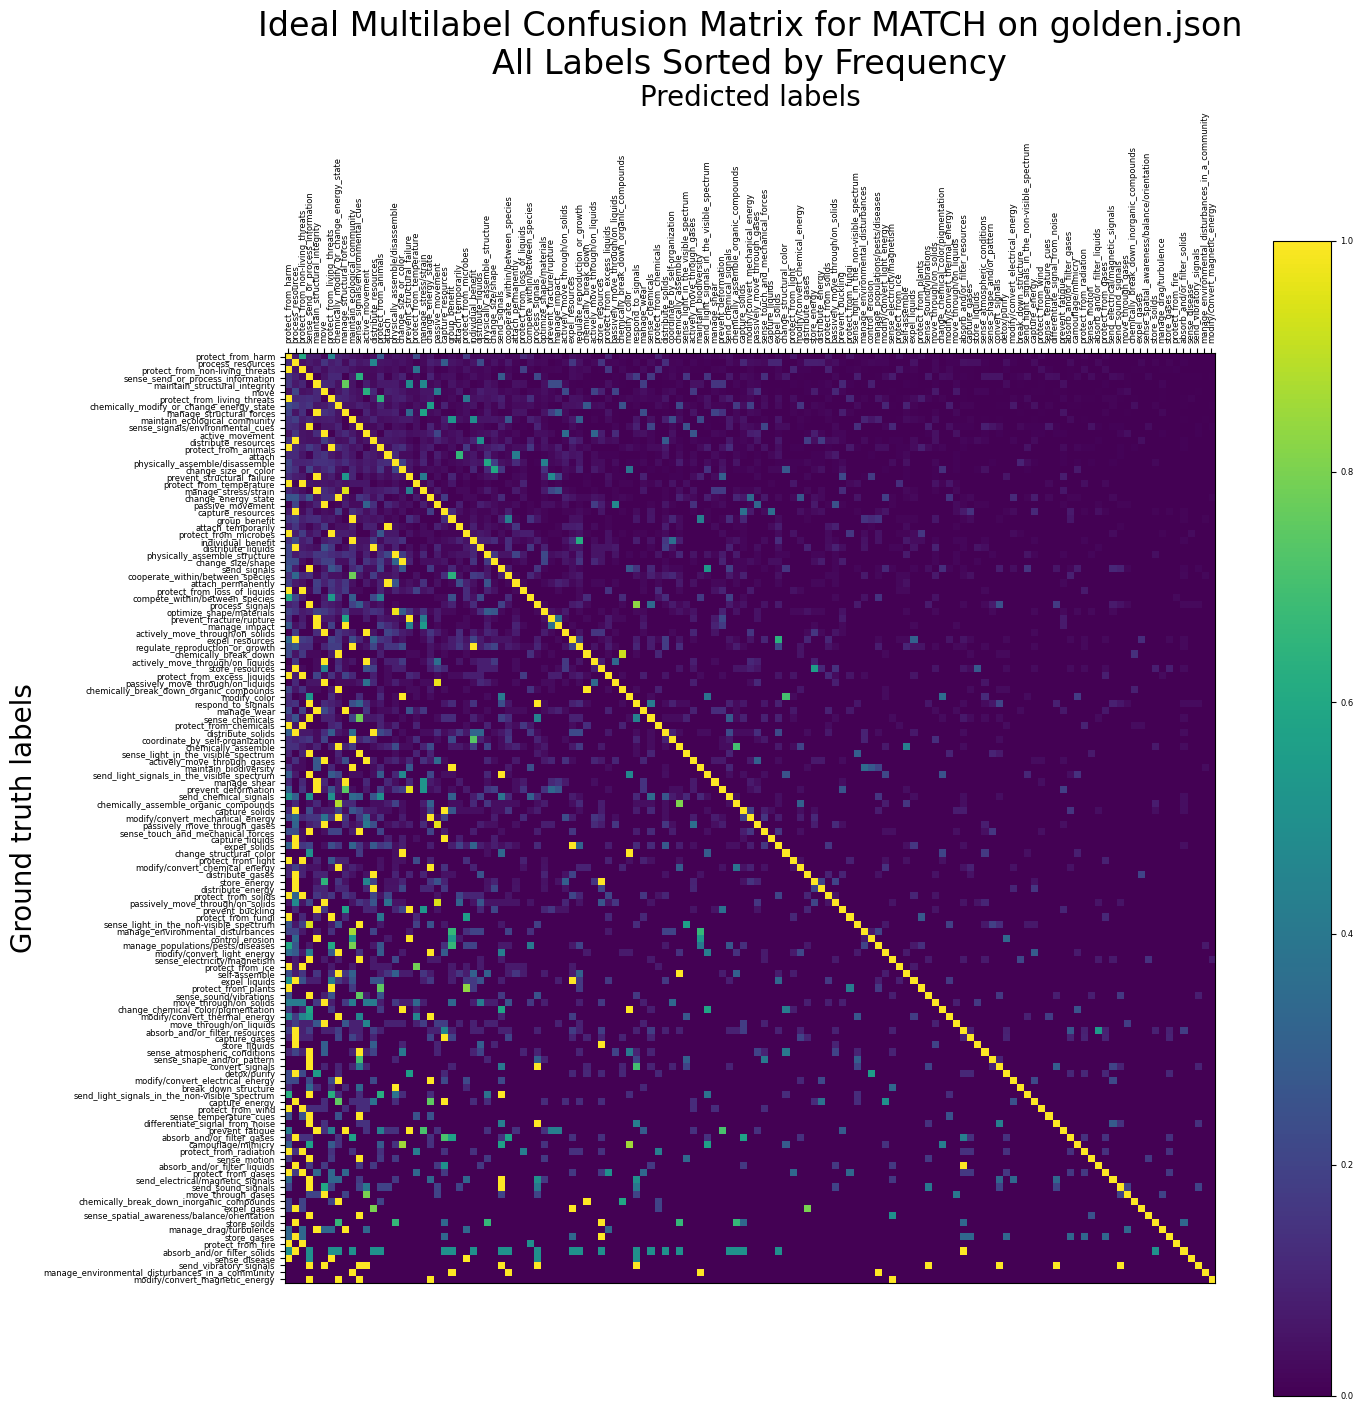 Ideal Multilabel Confusion Matrix for MATCH on golden.json
All Labels Sorted by Frequency
Predicted labels
Ground truth labels
protect_from_harm
process_resources
protect_from_non-living_threats
sense_send_or_process_information
maintain_structural_integrity
move
protect_from_living_threats
chemically_modify_or_change_energy_state
manage_structural_forces
maintain_ecological_community
sense_signals/environmental_cues
active_movement
distribute_resources
protect_from_animals
attach
physically_assemble/disassemble
change_size_or_color
prevent_structural_failure
protect_from_temperature
manage_stress/strain
change_energy_state
passive_movement
capture_resources
group_benefit
attach_temporarily
protect_from_microbes
individual_benefit
distribute_liquids
physically_assemble_structure
change_size/shape
send_signals
cooperate_within/between_species
attach_permanently
protect_from_loss_of_liquids
compete_within/between_species
process_signals
optimize_shape/materials
prevent_fracture/rupture
manage_impact
actively_move_through/on_solids
expel_resources
regulate_reproduction_or_growth
chemically_break_down
actively_move_through/on_liquids
store_resources
protect_from_excess_liquids
passively_move_through/on_liquids
chemically_break_down_organic_compounds
modify_color
respond_to_signals
manage_wear
sense_chemicals
protect_from_chemicals
distribute_solids
coordinate_by_self-organization
chemically_assemble
sense_light_in_the_visible_spectrum
actively_move_through_gases
maintain_biodiversity
send_light_signals_in_the_visible_spectrum
manage_shear
prevent_deformation
send_chemical_signals
chemically_assemble_organic_compounds
capture_solids
modify/convert_mechanical_energy
passively_move_through_gases
sense_touch_and_mechanical_forces
capture_liquids
expel_solids
change_structural_color
protect_from_light
modify/convert_chemical_energy
distribute_gases
store_energy
distribute_energy
protect_from_solids
passively_move_through/on_solids
prevent_buckling
protect_from_fungi
sense_light_in_the_non-visible_spectrum
manage_environmental_disturbances
control_erosion
manage_populations/pests/diseases
modify/convert_light_energy
sense_electricity/magnetism
protect_from_ice
self-assemble
expel_liquids
protect_from_plants
sense_sound/vibrations
move_through/on_solids
change_chemical_color/pigmentation
modify/convert_thermal_energy
move_through/on_liquids
absorb_and/or_filter_resources
capture_gases
store_liquids
sense_atmospheric_conditions
sense_shape_and/or_pattern
convert_signals
detox/purify
modify/convert_electrical_energy
break_down_structure
send_light_signals_in_the_non-visible_spectrum
capture_energy
protect_from_wind
sense_temperature_cues
differentiate_signal_from_noise
prevent_fatigue
absorb_and/or_filter_gases
camouflage/mimicry
protect_from_radiation
sense_motion
absorb_and/or_filter_liquids
protect_from_gases
send_electrical/magnetic_signals
send_sound_signals
move_through_gases
chemically_break_down_inorganic_compounds
expel_gases
sense_spatial_awareness/balance/orientation
store_soilds
manage_drag/turbulence
store_gases
protect_from_fire
absorb_and/or_filter_solids
sense_disease
send_vibratory_signals
manage_environmental_disturbances_in_a_community
modify/convert_magnetic_energy
1.0
0.8
0.6
0.4
0.2
0.0